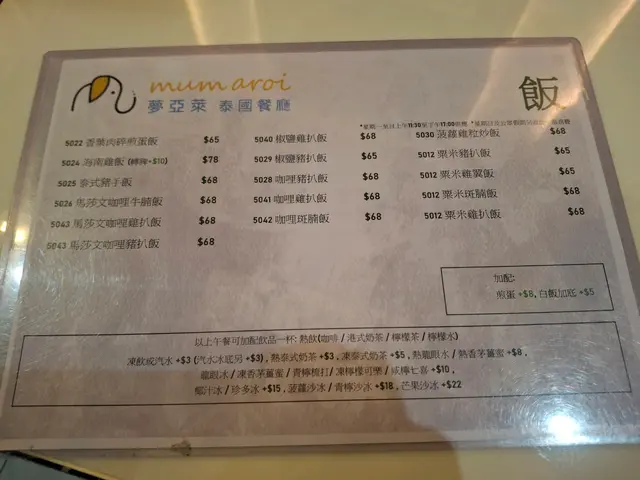 mum aroi
夢亞萊 泰國餐廳
飯
5022 香葉肉碎煎蛋飯 $65
5024 海南雞飯 (轉髀+$10) $78
5025 泰式豬手飯 $68
5026 馬莎文咖哩牛腩飯 $68
5043 馬莎文咖哩雞扒飯 $68
5043 馬莎文咖哩豬扒飯 $68
5040 椒鹽雞扒飯 $68
5029 椒鹽豬扒飯 $65
5028 咖哩豬扒飯 $68
5041 咖哩雞扒飯 $68
5042 咖哩斑腩飯 $68
5030 菠蘿雞粒炒飯 $68
5012 粟米豬扒飯 $65
5012 粟米雞翼飯 $65
5012 粟米斑腩飯 $68
5012 粟米雞扒飯 $68
加配:
煎蛋 +$8, 白飯加底 +$5
以上午餐可加配飲品一杯: 熱飲(咖啡 / 港式奶茶 / 檸檬茶 / 檸檬水)
凍飲或汽水 +$3 (汽水冰底另 +$3), 熱泰式奶茶 +$3, 凍泰式奶茶 +$5, 熱龍眼水 / 熱香茅薑蜜 +$8,
龍眼冰 / 凍香茅薑蜜 / 青檸梳打/ 凍檸檬可樂 / 咸檸七喜 +$10,
椰汁冰 / 珍多冰 +$15, 菠蘿沙冰 / 青檸沙冰 +$18, 芒果沙冰 +$22